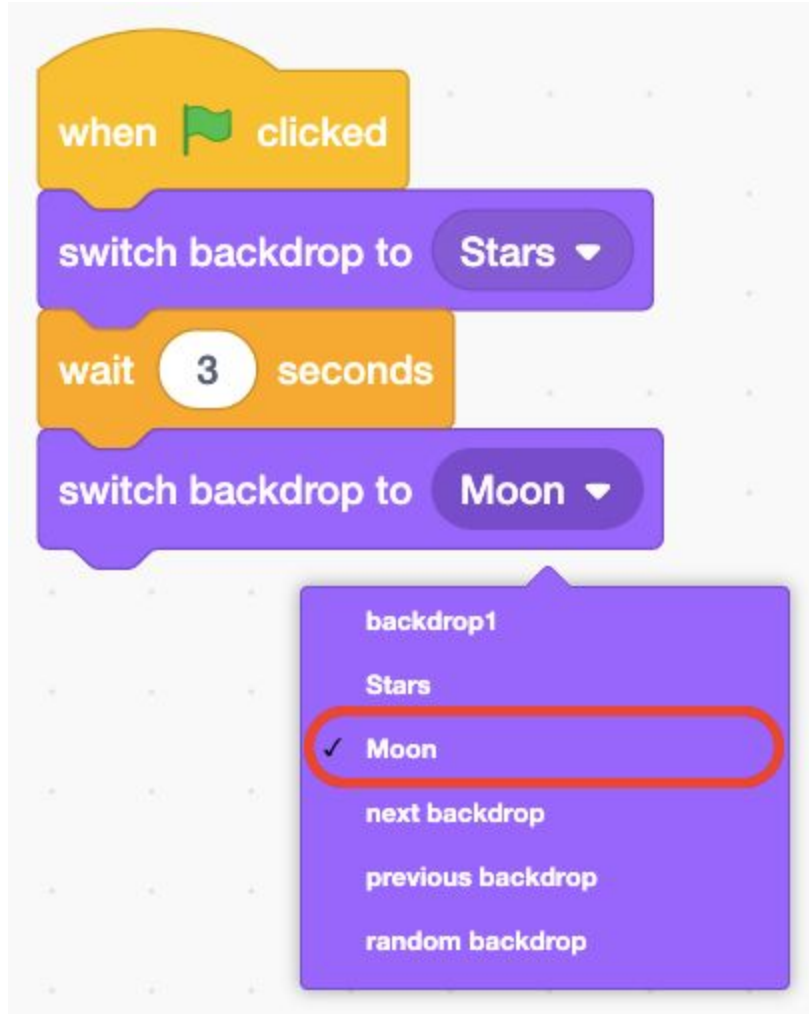 when clicked
switch backdrop to Stars
wait 3 seconds
switch backdrop to Moon
backdrop1
Stars
✓ Moon
next backdrop
previous backdrop
random backdrop